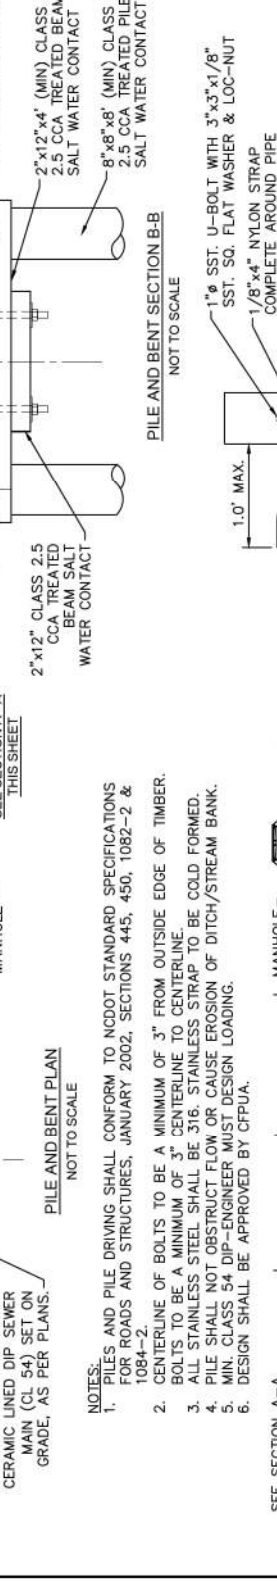 CERAMIC LINED DIP SEWER
MAIN (CL 54) SET ON
GRADE, AS PER PLANS.
PILE AND BENT PLAN
NOT TO SCALE
THIS SHEET
2"x12" CLASS 2.5
CCA TREATED
BEAM SALT
WATER CONTACT
2"x12"x4' (MIN) CLASS
2.5 CCA TREATED BEAM
SALT WATER CONTACT
8"x8"x8' (MIN) CLASS
2.5 CCA TREATED PILE
SALT WATER CONTACT
PILE AND BENT SECTION B-B
NOT TO SCALE
NOTES:
1. PILES AND PILE DRIVING SHALL CONFORM TO NCDOT STANDARD SPECIFICATIONS
FOR ROADS AND STRUCTURES, JANUARY 2002, SECTIONS 445, 450, 1082-2 &
1084-2.
2. CENTERLINE OF BOLTS TO BE A MINIMUM OF 3" FROM OUTSIDE EDGE OF TIMBER.
BOLTS TO BE A MINIMUM OF 3" CENTERLINE TO CENTERLINE.
3. ALL STAINLESS STEEL SHALL BE 316. STAINLESS STRAP TO BE COLD FORMED.
4. PILE SHALL NOT OBSTRUCT FLOW OR CAUSE EROSION OF DITCH/STREAM BANK.
5. MIN. CLASS 54 DIP-ENGINEER MUST DESIGN LOADING.
6. DESIGN SHALL BE APPROVED BY CFPUA.
1"ø SST. U-BOLT WITH 3"x3"x1/8"
SST. SQ. FLAT WASHER & LOC-NUT
1/8"x4" NYLON STRAP
COMPLETE AROUND PIPE
1.0' MAX.
MANHOLE
SEE SECTION A-A